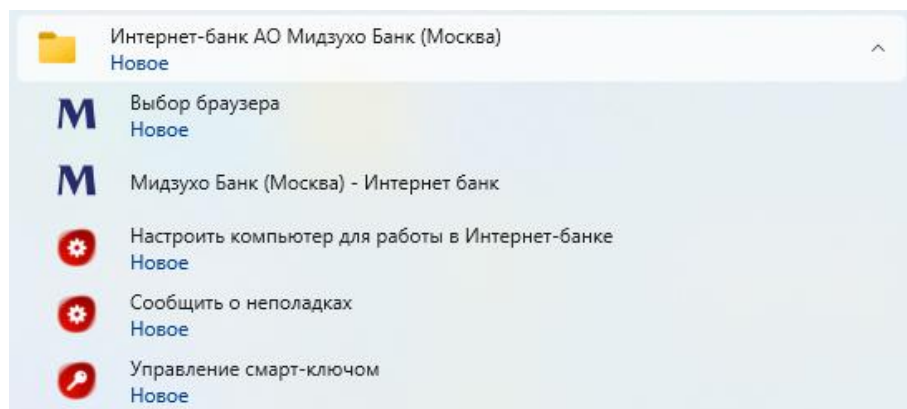 Интернет-банк АО Мидзухо Банк (Москва)
Новое
Выбор браузера
Новое
Мидзухо Банк (Москва) - Интернет банк
Настроить компьютер для работы в Интернет-банке
Новое
Сообщить о неполадках
Новое
Управление смарт-ключом
Новое